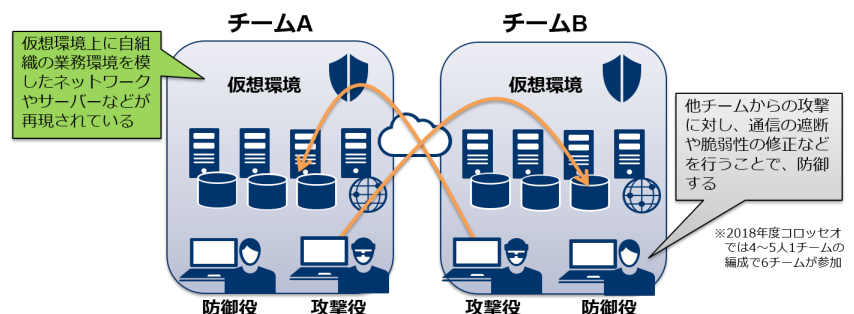 チームA
チームB
仮想環境上に自組
織の業務環境を模
したネットワーク
やサーバーなどが
再現されている
仮想環境
仮想環境
他チームからの攻撃
に対し、通信の遮断
や脆弱性の修正など
を行うことで、防御
する
※2018年度コロッセオ
では4～5人1チームの
編成で6チームが参加
防御役
攻撃役
攻撃役
防御役